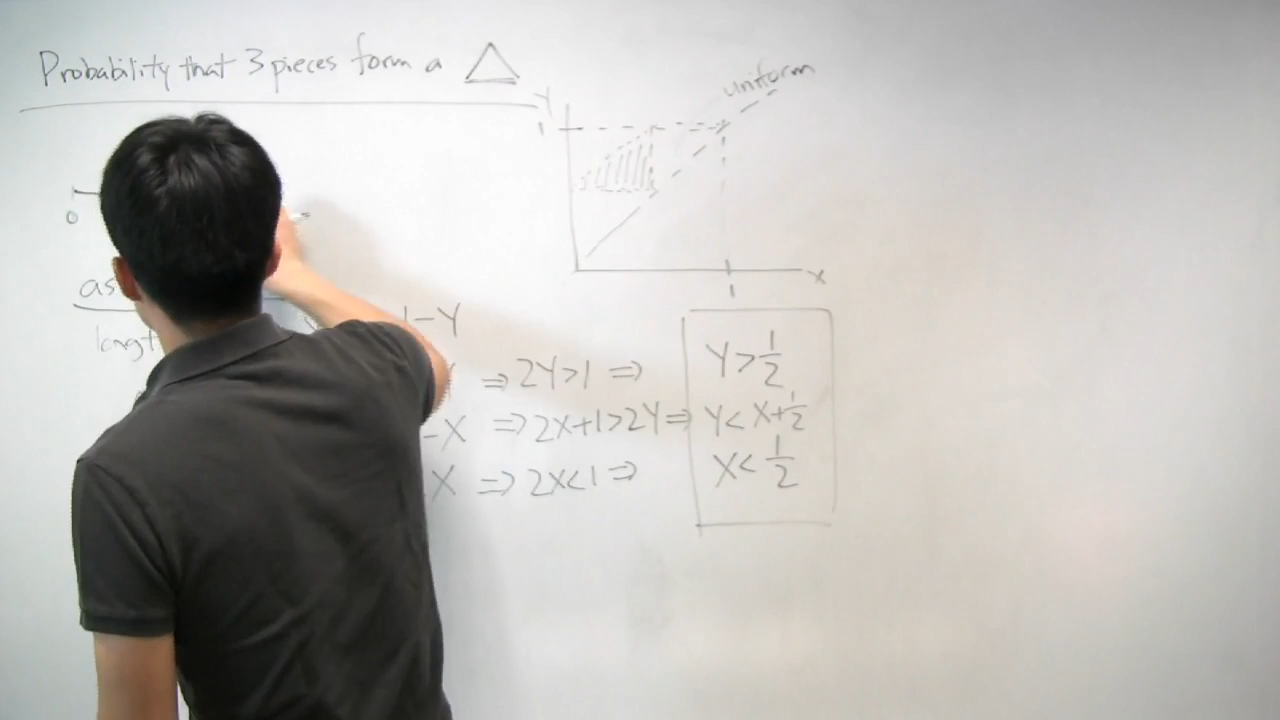 Probability that 3 pieces form a △
Y
uniform
1
0
1
X
as
lengt
1-Y
⇒ 2Y>1 ⇒ Y > 1/2
-X ⇒ 2X+1>2Y ⇒ Y < X+1/2
X ⇒ 2X<1 ⇒ X < 1/2